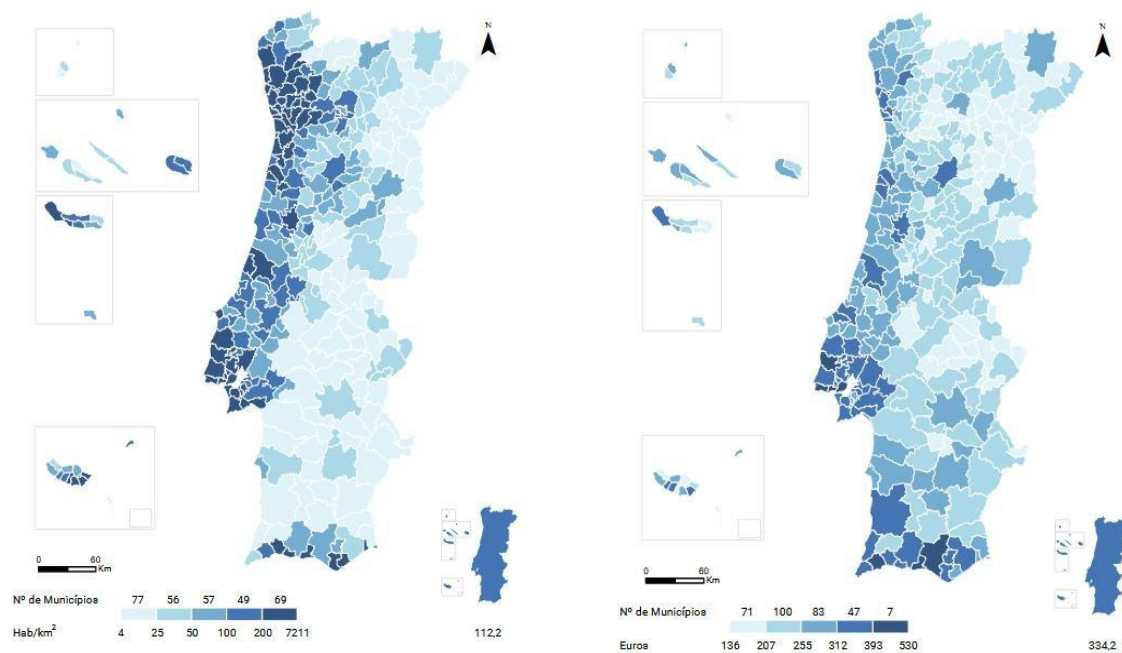 N
0 60
Km
Nº de Municípios 77 56 57 49 69
Hab/km² 4 25 50 100 200 7211 112,2
N
0 60
Km
Nº de Municípios 71 100 83 47 7
Euros 136 207 255 312 393 530 334,2